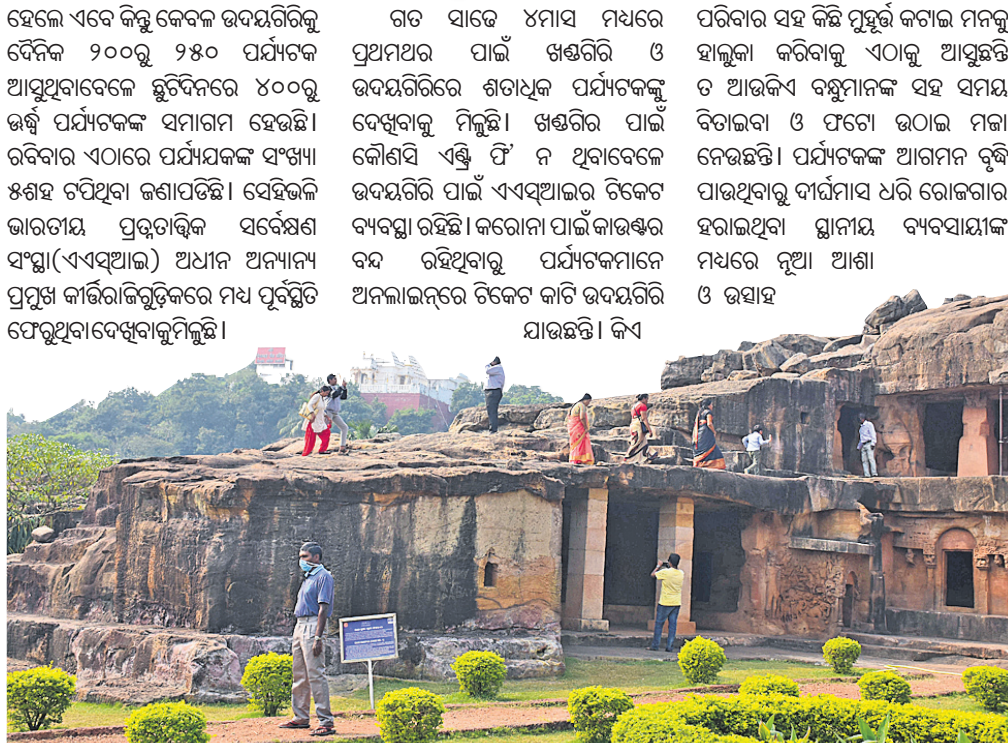 ହେଲେ ଏବେ କିନ୍ତୁ କେବଳ ଉଦୟଗିରିକୁ
ଦୈନିକ ୨୦୦ରୁ ୨୫୦ ପର୍ଯ୍ୟଟକ
ଆସୁଥିବାବେଳେ ଛୁଟିଦିନରେ ୪୦୦ରୁ
ଊର୍ଦ୍ଧ୍ୱ ପର୍ଯ୍ୟଟକଙ୍କ ସମାଗମ ହେଉଛି।
ରବିବାର ଏଠାରେ ପର୍ଯ୍ୟଯକଙ୍କ ସଂଖ୍ୟା
୫ଶହ ଟପିଥିବା ଜଣାପଡିଛି। ସେହିଭଳି
ଭାରତୀୟ ପ୍ରତ୍ନତାତ୍ତ୍ୱିକ ସର୍ବେକ୍ଷଣ
ସଂସ୍ଥା(ଏଏସ୍ଆଇ) ଅଧୀନ ଅନ୍ୟାନ୍ୟ
ପ୍ରମୁଖ କୀର୍ତ୍ତିରାଜିଗୁଡ଼ିକରେ ମଧ୍ୟ ପୂର୍ବସ୍ଥିତି
ଫେରୁଥିବା ଦେଖିବାକୁ ମିଳୁଛି।
ଗତ ସାଢେ ୪ମାସ ମଧ୍ୟରେ
ପ୍ରଥମଥର ପାଇଁ ଖଣ୍ଡଗିରି ଓ
ଉଦୟଗିରିରେ ଶତାଧିକ ପର୍ଯ୍ୟଟକଙ୍କୁ
ଦେଖିବାକୁ ମିଳୁଛି। ଖଣ୍ଡଗିର ପାଇଁ
କୌଣସି ଏଣ୍ଟ୍ରି ଫି' ନ ଥିବାବେଳେ
ଉଦୟଗିରି ପାଇଁ ଏଏସ୍ଆଇର ଟିକେଟ
ବ୍ୟବସ୍ଥା ରହିଛି। କରୋନା ପାଇଁ କାଉଣ୍ଟର
ବନ୍ଦ ରହିଥିବାରୁ ପର୍ଯ୍ୟଟକମାନେ
ଅନଲାଇନ୍‌ରେ ଟିକେଟ କାଟି ଉଦୟଗିରି
ଯାଉଛନ୍ତି। କିଏ
ପରିବାର ସହ କିଛି ମୁହୂର୍ତ୍ତ କଟାଇ ମନକୁ
ହାଲୁକା କରିବାକୁ ଏଠାକୁ ଆସୁଛନ୍ତି
ତ ଆଉକିଏ ବନ୍ଧୁମାନଙ୍କ ସହ ସମୟ
ବିତାଇବା ଓ ଫଟୋ ଉଠାଇ ମଜା
ନେଉଛନ୍ତି। ପର୍ଯ୍ୟଟକଙ୍କ ଆଗମନ ବୃଦ୍ଧି
ପାଉଥିବାରୁ ଦୀର୍ଘମାସ ଧରି ରୋଜଗାର
ହରାଇଥିବା ସ୍ଥାନୀୟ ବ୍ୟବସାୟୀଙ୍କ
ମଧ୍ୟରେ ନୂଆ ଆଶା
ଓ ଉତ୍ସାହ